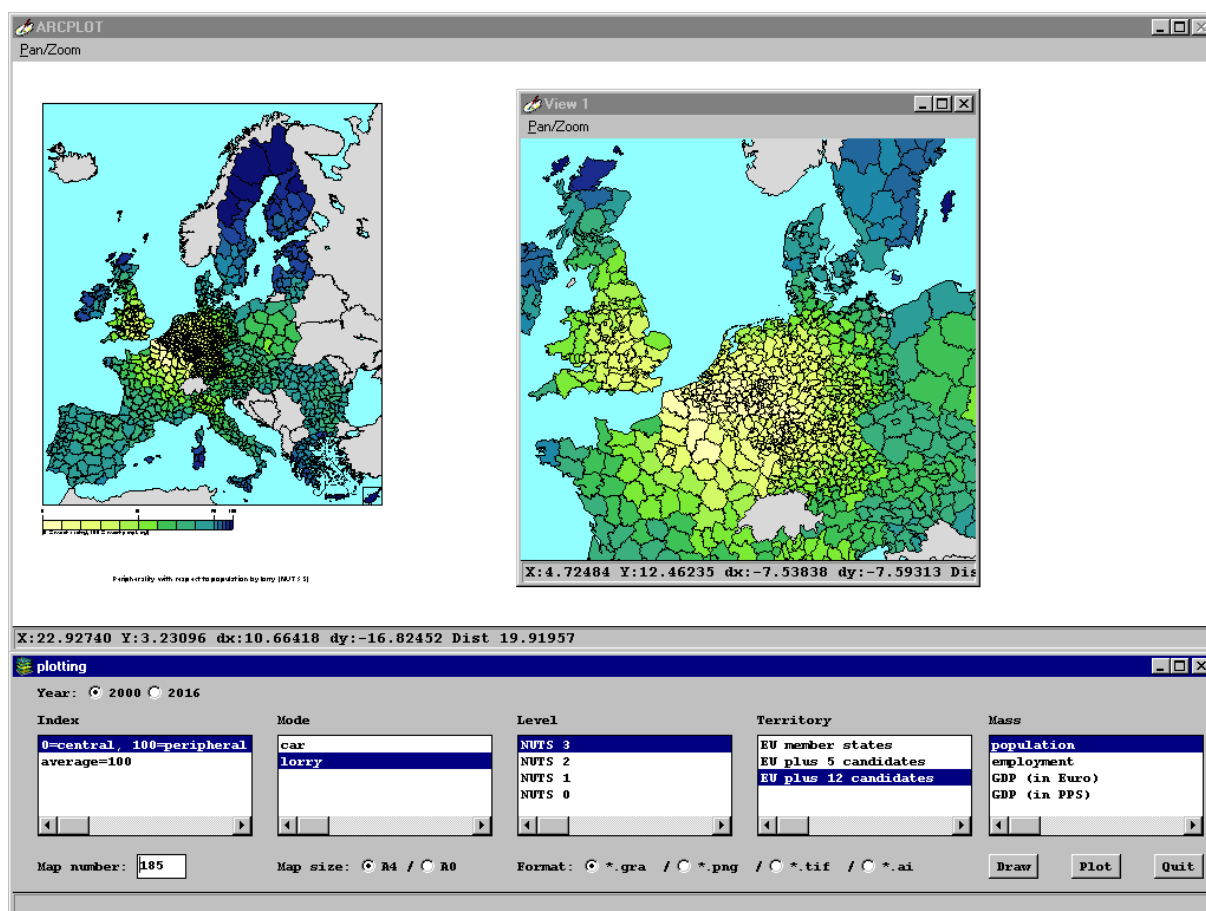 ARCPLOT
Pan/Zoom
View 1
Pan/Zoom
X:4.72484 Y:12.46235 dx:-7.53838 dy:-7.59313 Dis
Peripherality with respect to population by lorry (NUTS 3)
X:22.92740 Y:3.23096 dx:10.66418 dy:-16.82452 Dist 19.91957
plotting
Year: 2000 2016
Index Mode Level Territory Mass
0=central, 100=peripheral car NUTS 3 EU member states population
average=100 lorry NUTS 2 EU plus 5 candidates employment
NUTS 1 EU plus 12 candidates GDP (in Euro)
NUTS 0 GDP (in PPS)
Map number: 185 Map size: A4 / A0 Format: *.gra / *.png / *.tif / *.ai Draw Plot Quit